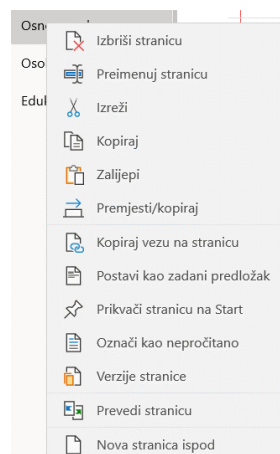 Izbriši stranicu
Preimenuj stranicu
Izreži
Kopiraj
Zalijepi
Premjesti/kopiraj
Kopiraj vezu na stranicu
Postavi kao zadani predložak
Prikvači stranicu na Start
Označi kao nepročitano
Verzije stranice
Prevedi stranicu
Nova stranica ispod